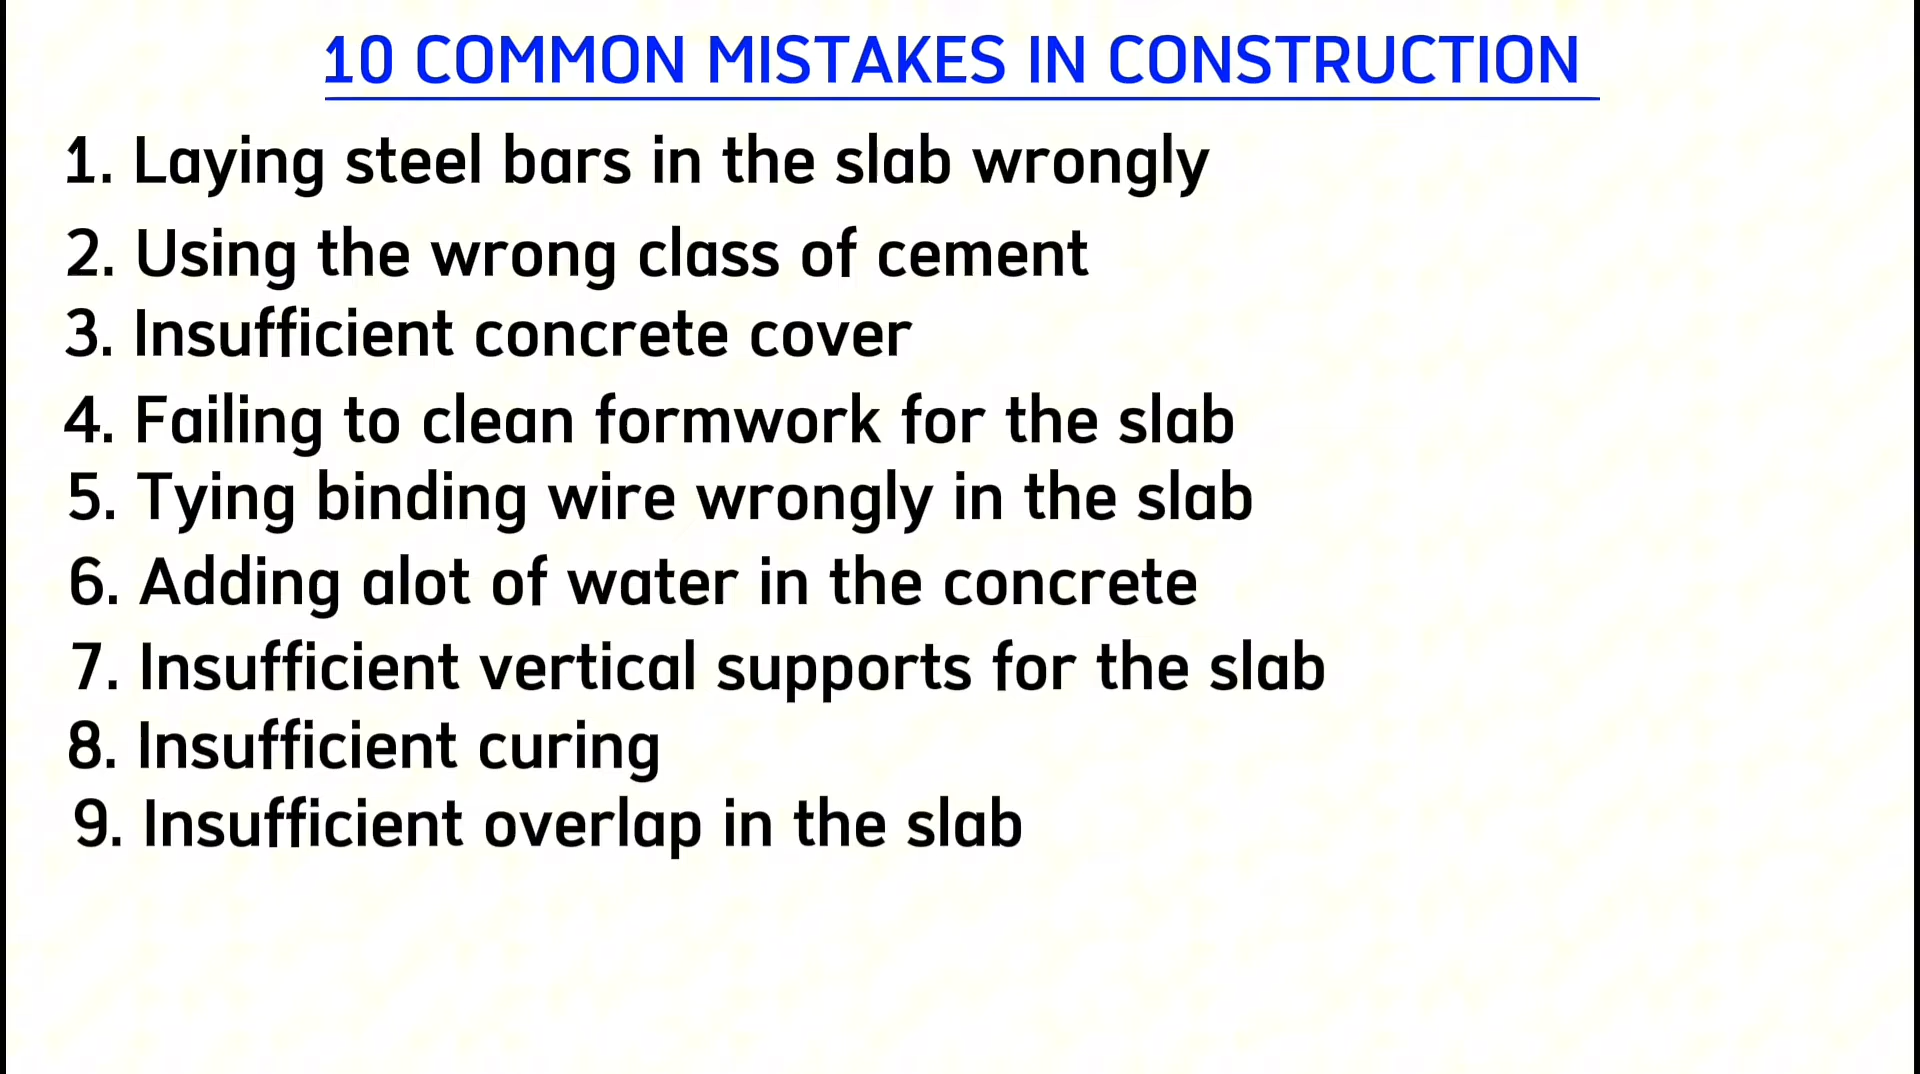 10 COMMON MISTAKES IN CONSTRUCTION
1. Laying steel bars in the slab wrongly
2. Using the wrong class of cement
3. Insufficient concrete cover
4. Failing to clean formwork for the slab
5. Tying binding wire wrongly in the slab
6. Adding alot of water in the concrete
7. Insufficient vertical supports for the slab
8. Insufficient curing
9. Insufficient overlap in the slab